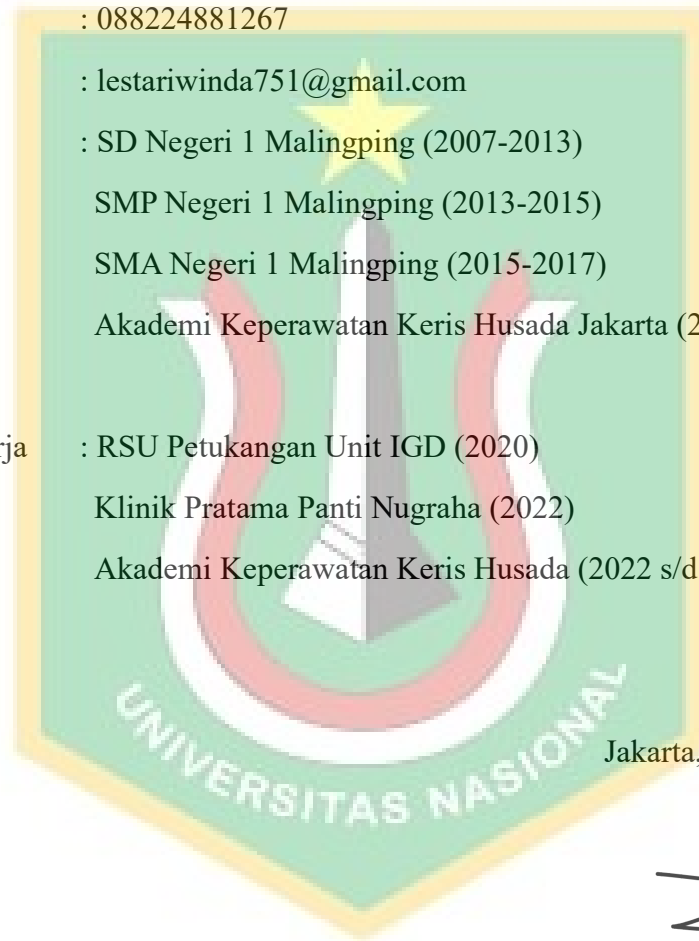 : 088224881267
: lestariwinda751@gmail.com
: SD Negeri 1 Malingping (2007-2013)
SMP Negeri 1 Malingping (2013-2015)
SMA Negeri 1 Malingping (2015-2017)
Akademi Keperawatan Keris Husada Jakarta (2
rja : RSU Petukangan Unit IGD (2020)
Klinik Pratama Panti Nugraha (2022)
Akademi Keperawatan Keris Husada (2022 s/d
Jakarta,
UNIVERSITAS NASIONAL